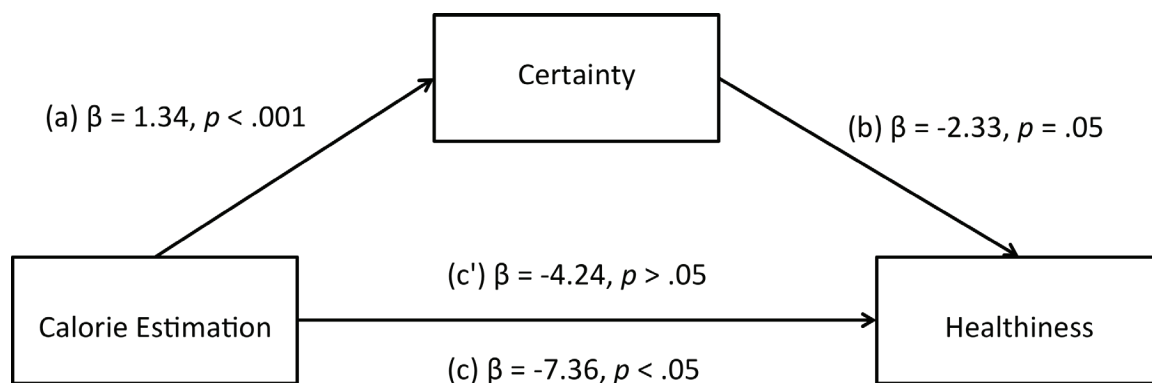 Certainty
(a) β = 1.34, p < .001
(b) β = -2.33, p = .05
(c') β = -4.24, p > .05
Calorie Estimation
Healthiness
(c) β = -7.36, p < .05